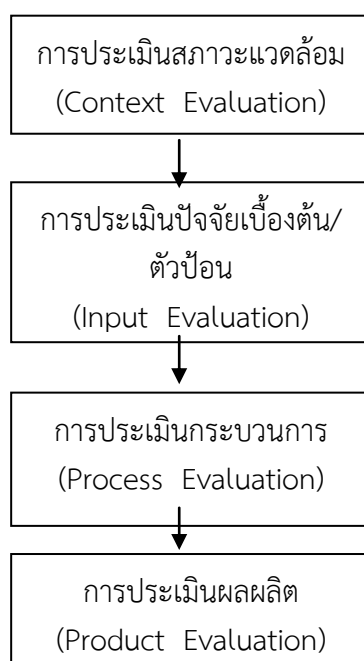 การประเมินสภาวะแวดล้อม
(Context Evaluation)
การประเมินปัจจัยเบื้องต้น/
ตัวป้อน
(Input Evaluation)
การประเมินกระบวนการ
(Process Evaluation)
การประเมินผลผลิต
(Product Evaluation)